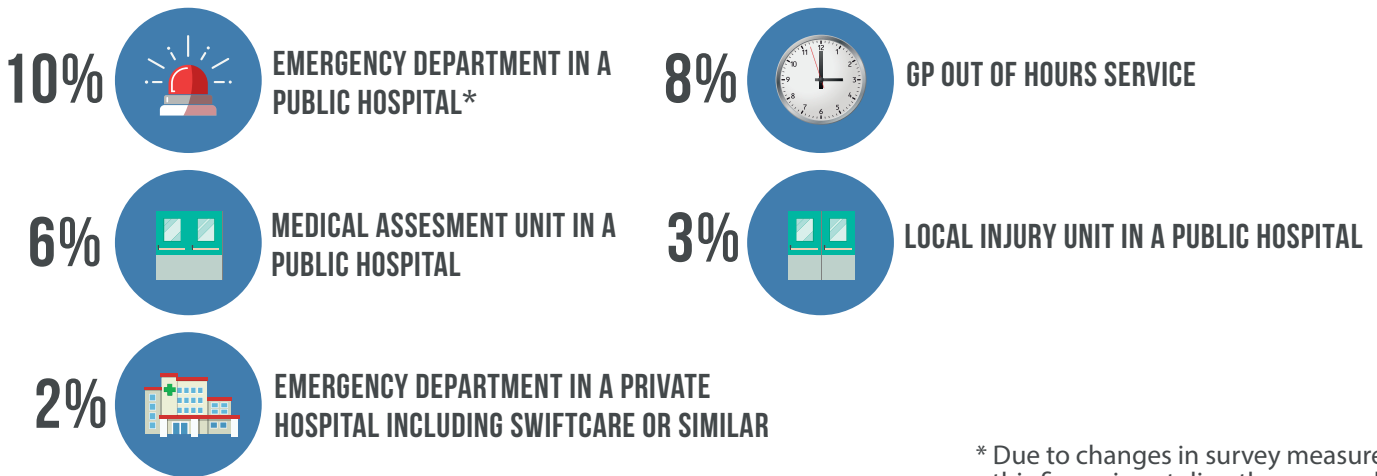 10%
EMERGENCY DEPARTMENT IN A
PUBLIC HOSPITAL*
8%
GP OUT OF HOURS SERVICE
6%
MEDICAL ASSESMENT UNIT IN A
PUBLIC HOSPITAL
3%
LOCAL INJURY UNIT IN A PUBLIC HOSPITAL
2%
EMERGENCY DEPARTMENT IN A PRIVATE
HOSPITAL INCLUDING SWIFTCARE OR SIMILAR
* Due to changes in survey measure